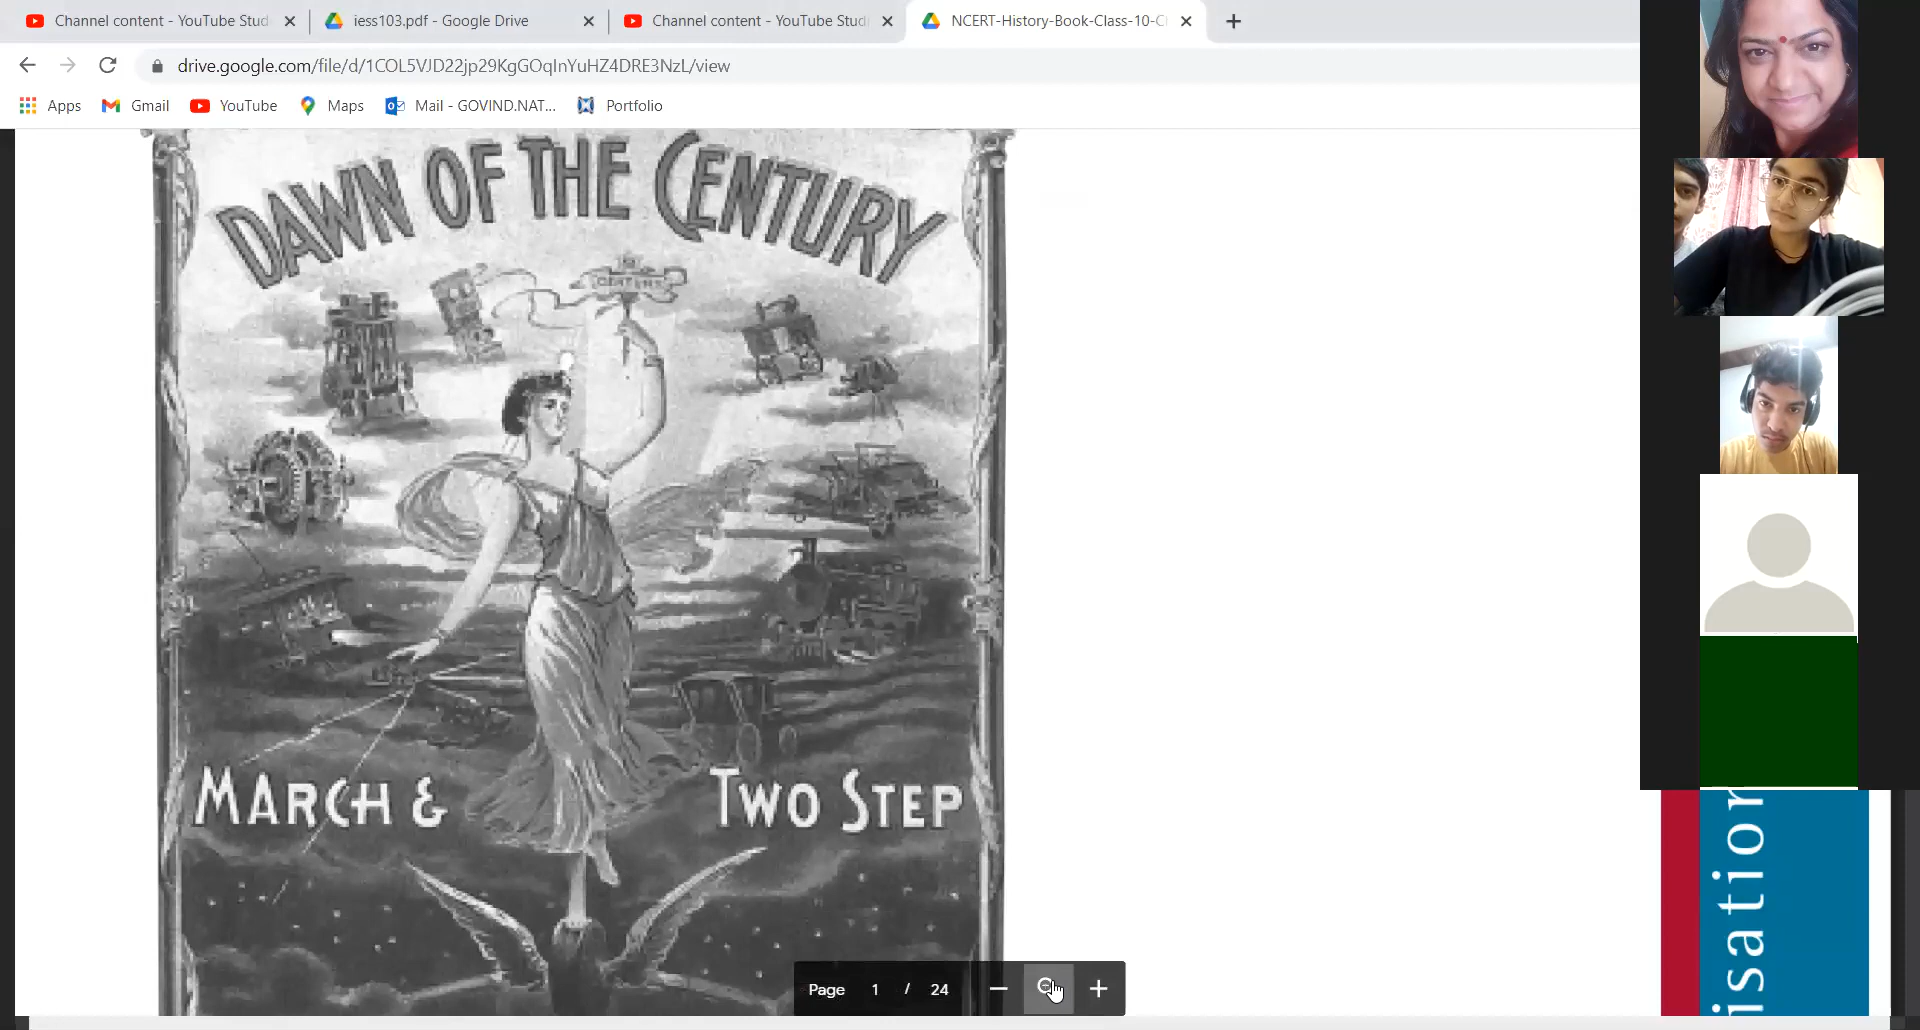 Channel content - YouTube Stud
iess103.pdf - Google Drive
Channel content - YouTube Stud
NCERT-History-Book-Class-10-C
drive.google.com/file/d/1COL5VJD22jp29KgGOqInYuHZ4DRE3NzL/view
Apps
Gmail
YouTube
Maps
Mail - GOVIND.NAT...
Portfolio
DAWN OF THE CENTURY
MARCH & TWO STEP
Page 1 / 24
isation